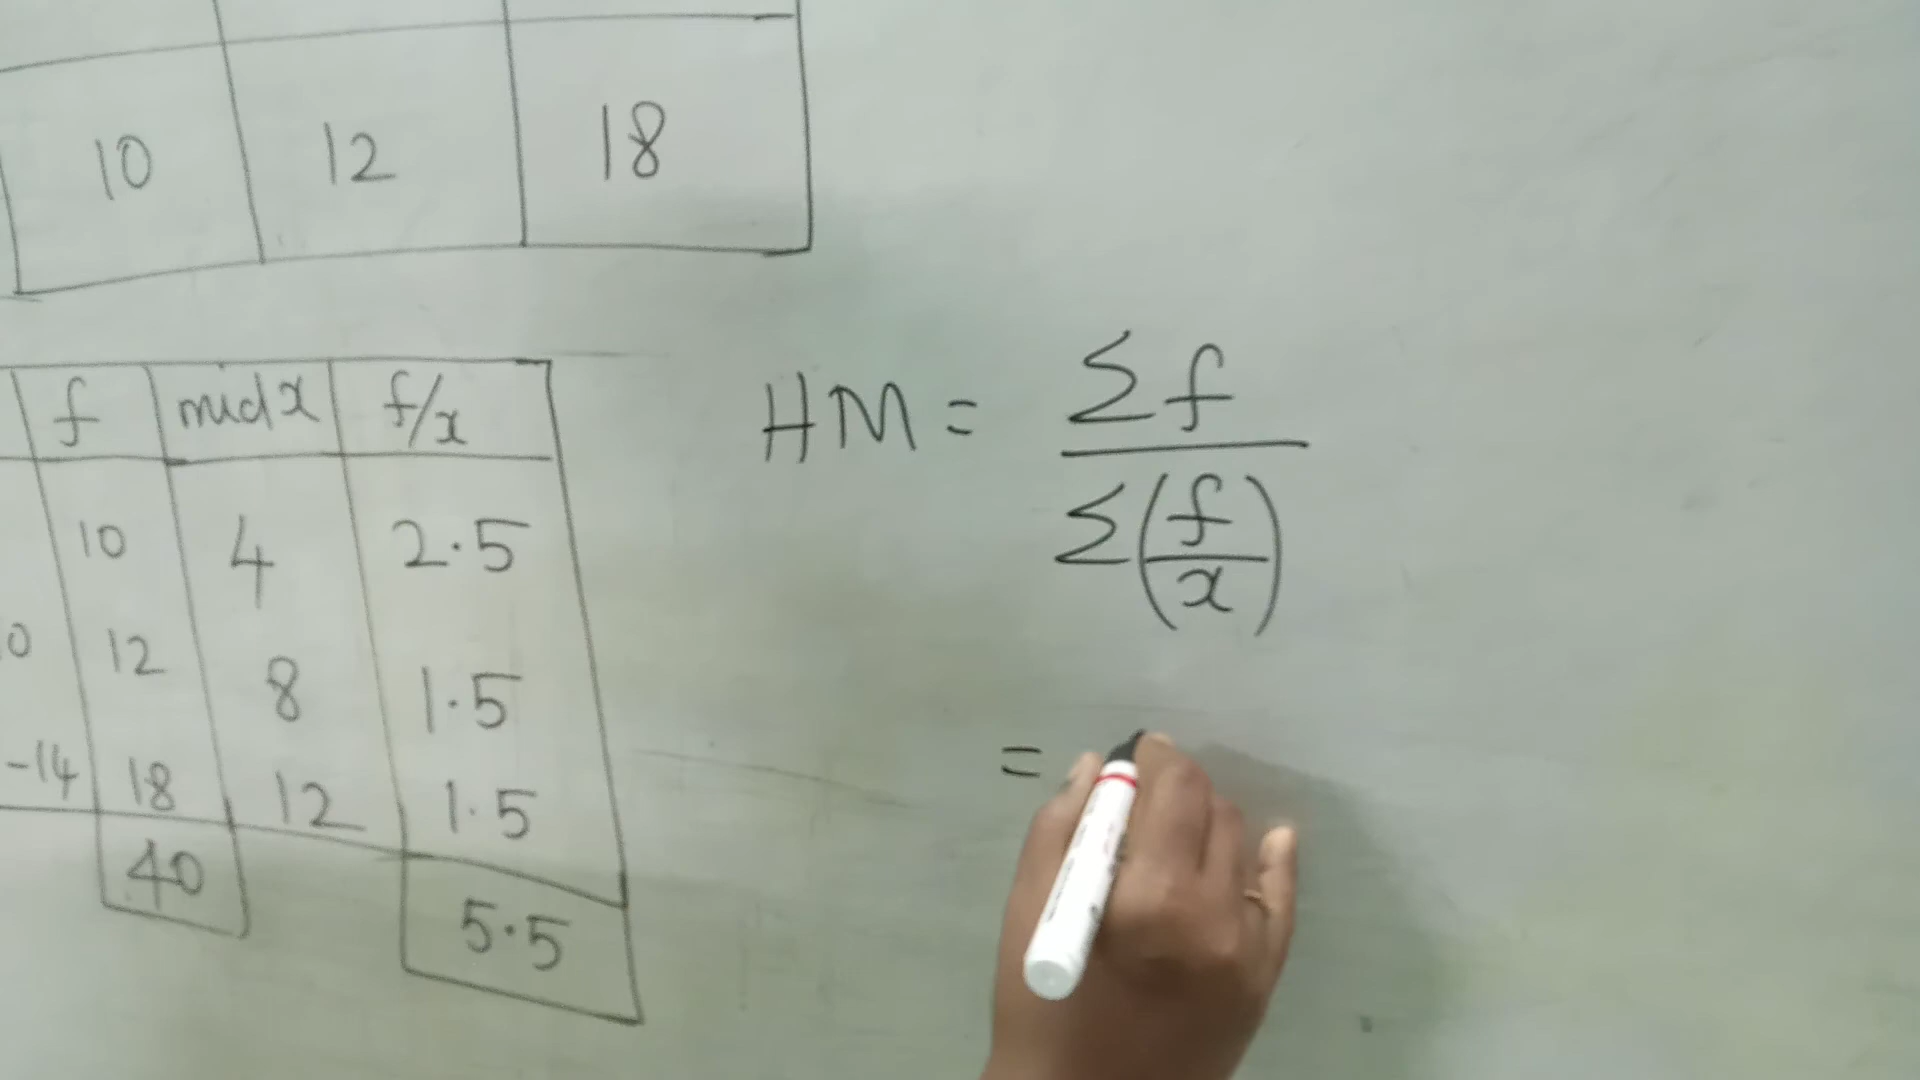 10 12 18
f mid x f/x
10 4 2.5
0 12 8 1.5
-14 18 12 1.5
40 5.5
HM = Σf
Σ(f/x)
=